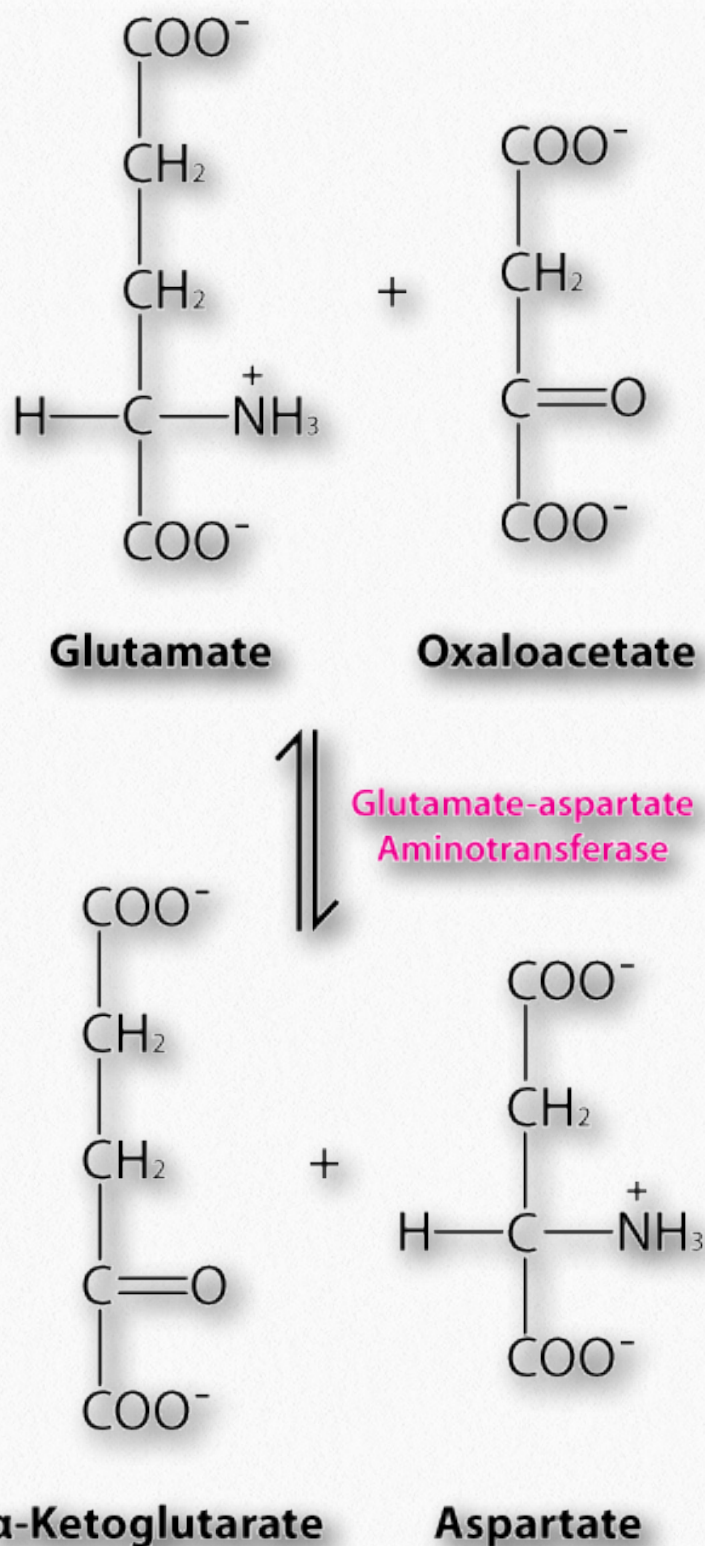 COO⁻
CH₂
CH₂
H—C—NH₃⁺
COO⁻
Glutamate
+
COO⁻
CH₂
C=O
COO⁻
Oxaloacetate
Glutamate-aspartate
Aminotransferase
COO⁻
CH₂
CH₂
C=O
COO⁻
α-Ketoglutarate
+
COO⁻
CH₂
H—C—NH₃⁺
COO⁻
Aspartate